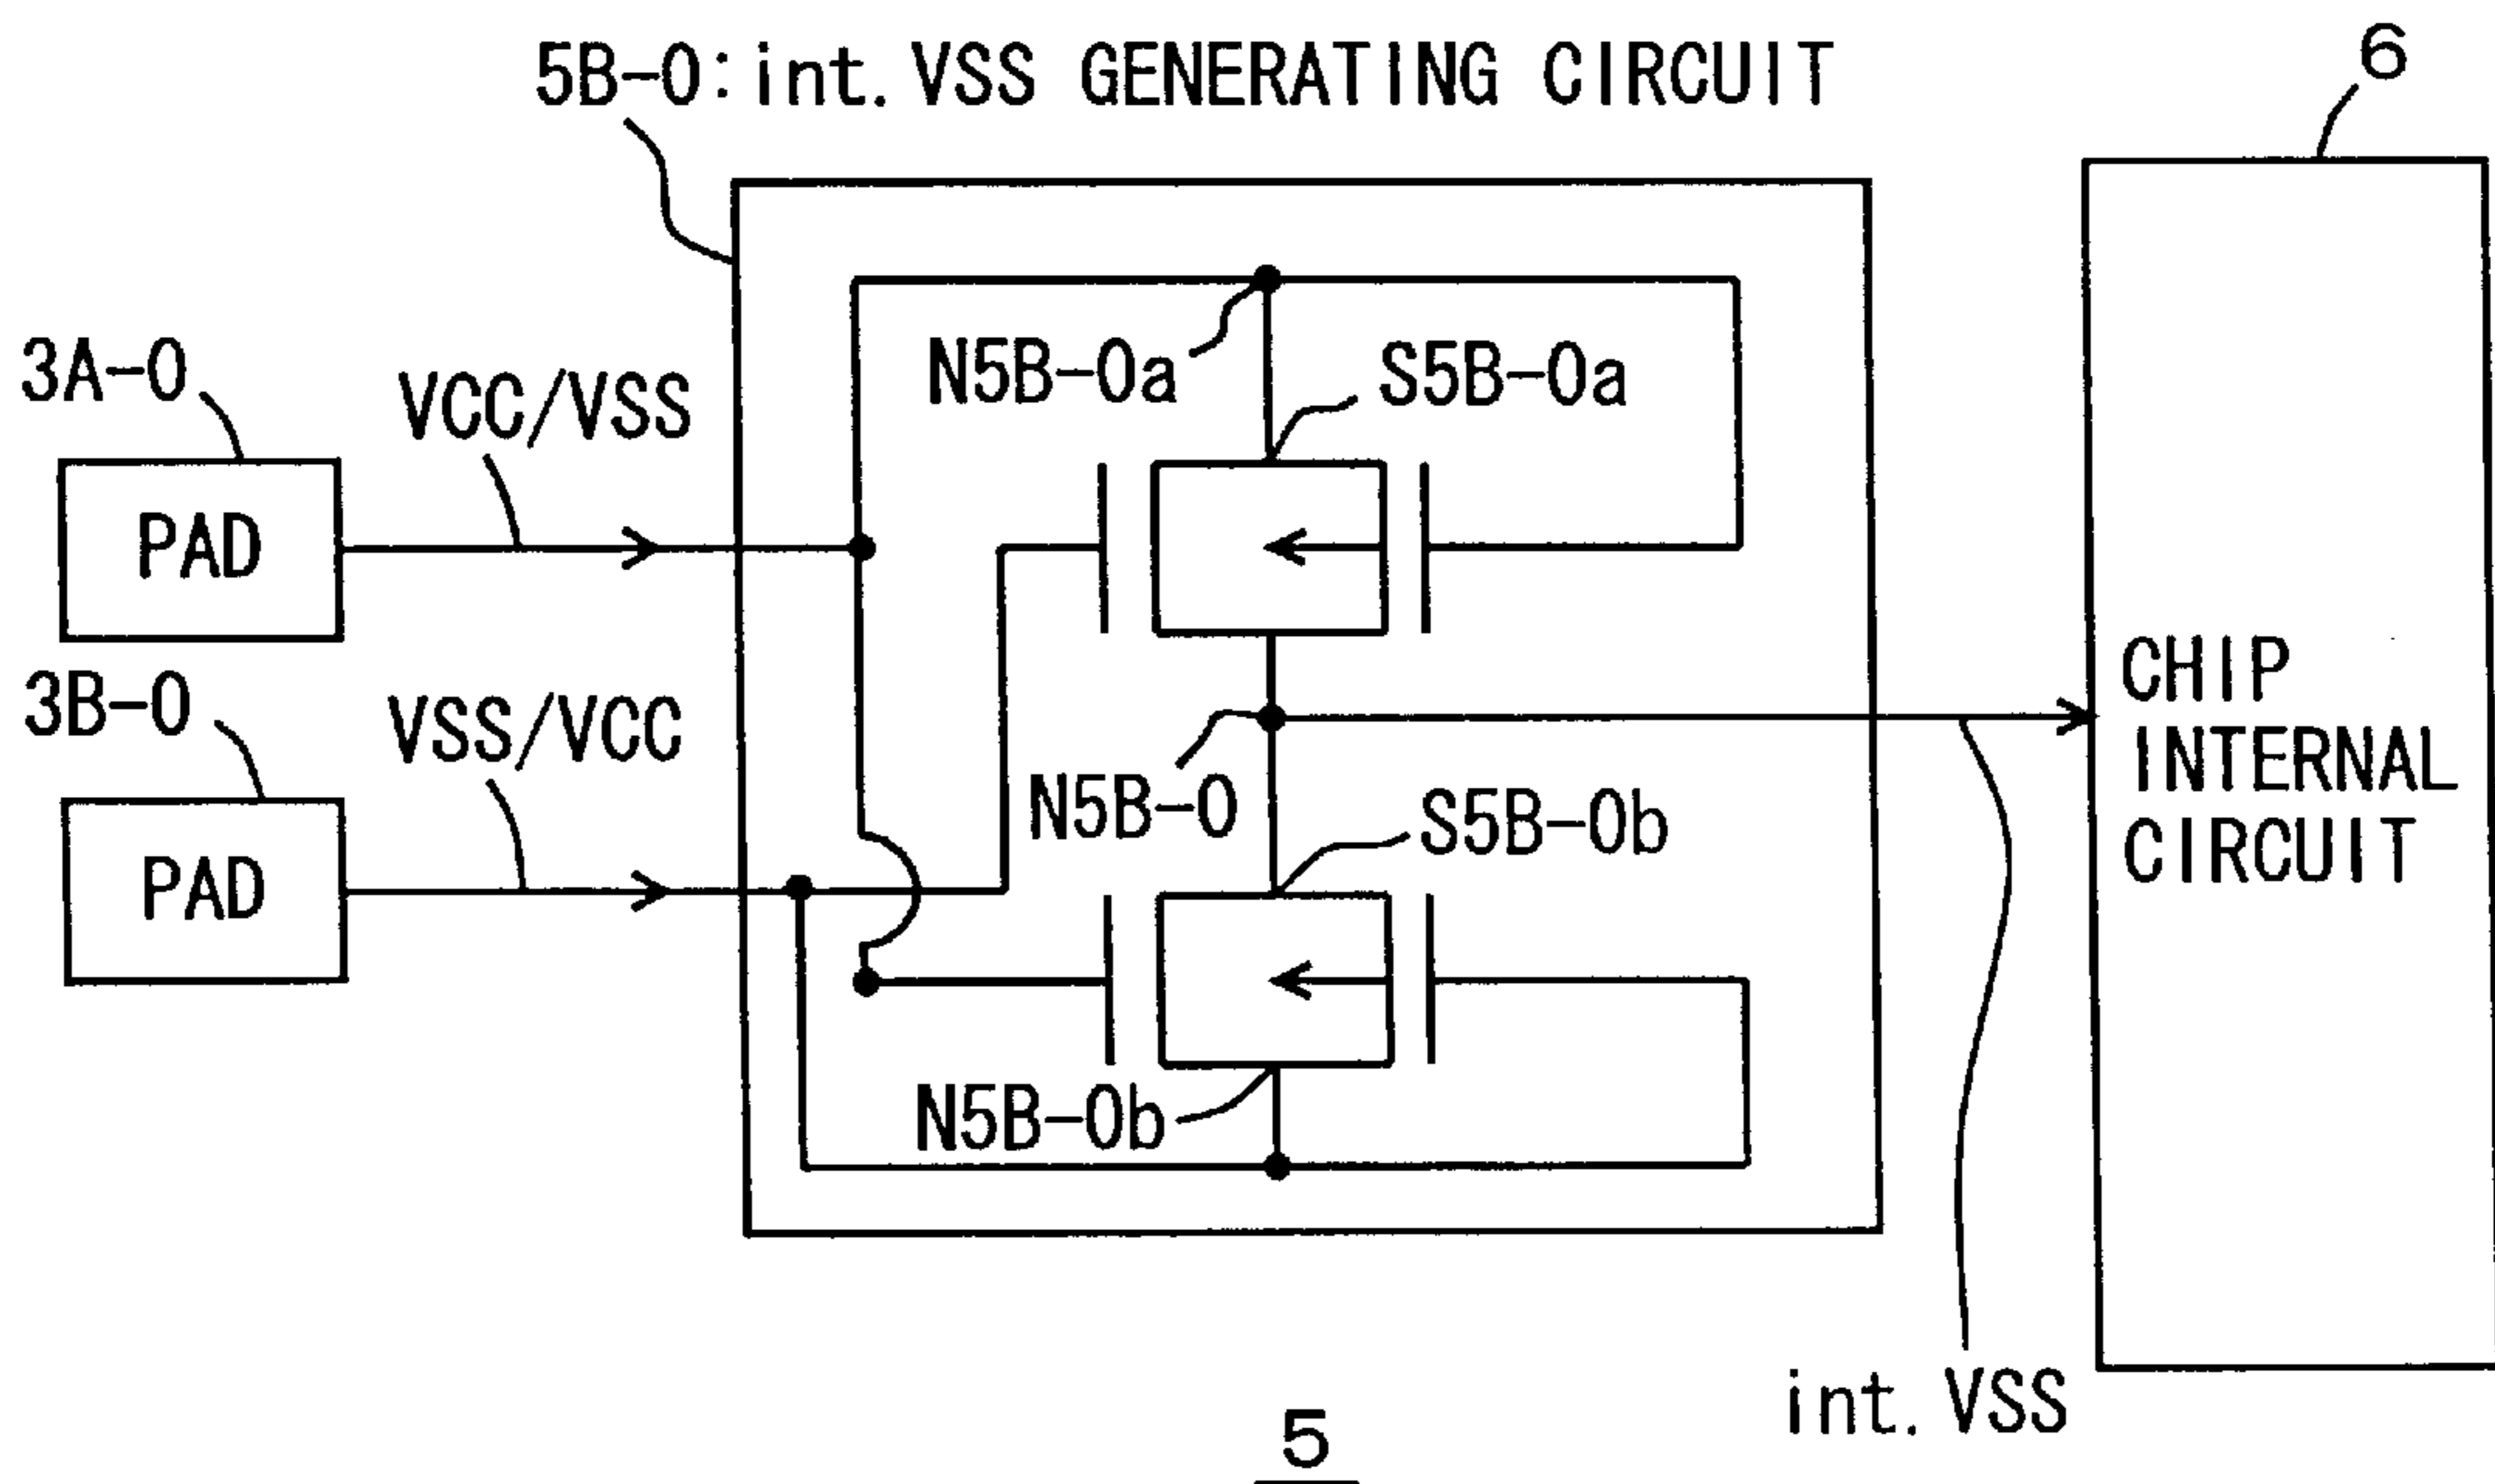 5B-0:int.VSS GENERATING CIRCUIT
6
3A-0
VCC/VSS
PAD
N5B-0a
S5B-0a
3B-0
VSS/VCC
PAD
N5B-0
S5B-0b
N5B-0b
CHIP
INTERNAL
CIRCUIT
int.VSS
5